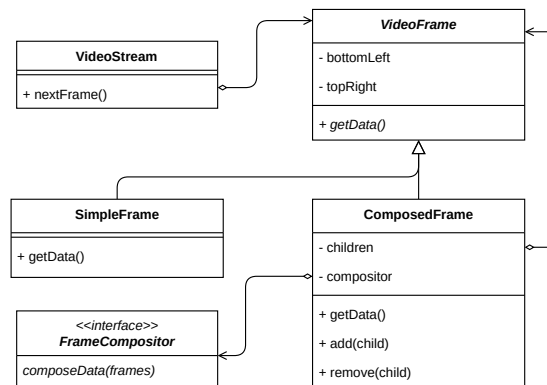 VideoFrame
- bottomLeft
- topRight
+ getData()
VideoStream
+ nextFrame()
SimpleFrame
+ getData()
ComposedFrame
- children
- compositor
+ getData()
+ add(child)
+ remove(child)
<<interface>>
FrameCompositor
composeData(frames)